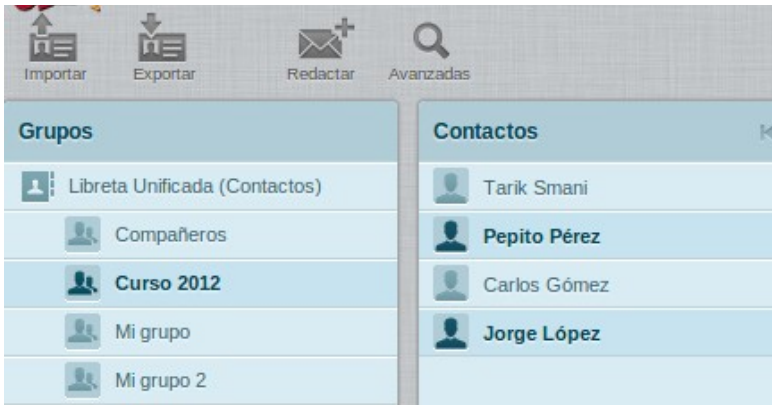 Importar
Exportar
Redactar
Avanzadas
Grupos
Libreta Unificada (Contactos)
Compañeros
Curso 2012
Mi grupo
Mi grupo 2
Contactos
Tarik Smani
Pepito Pérez
Carlos Gómez
Jorge López